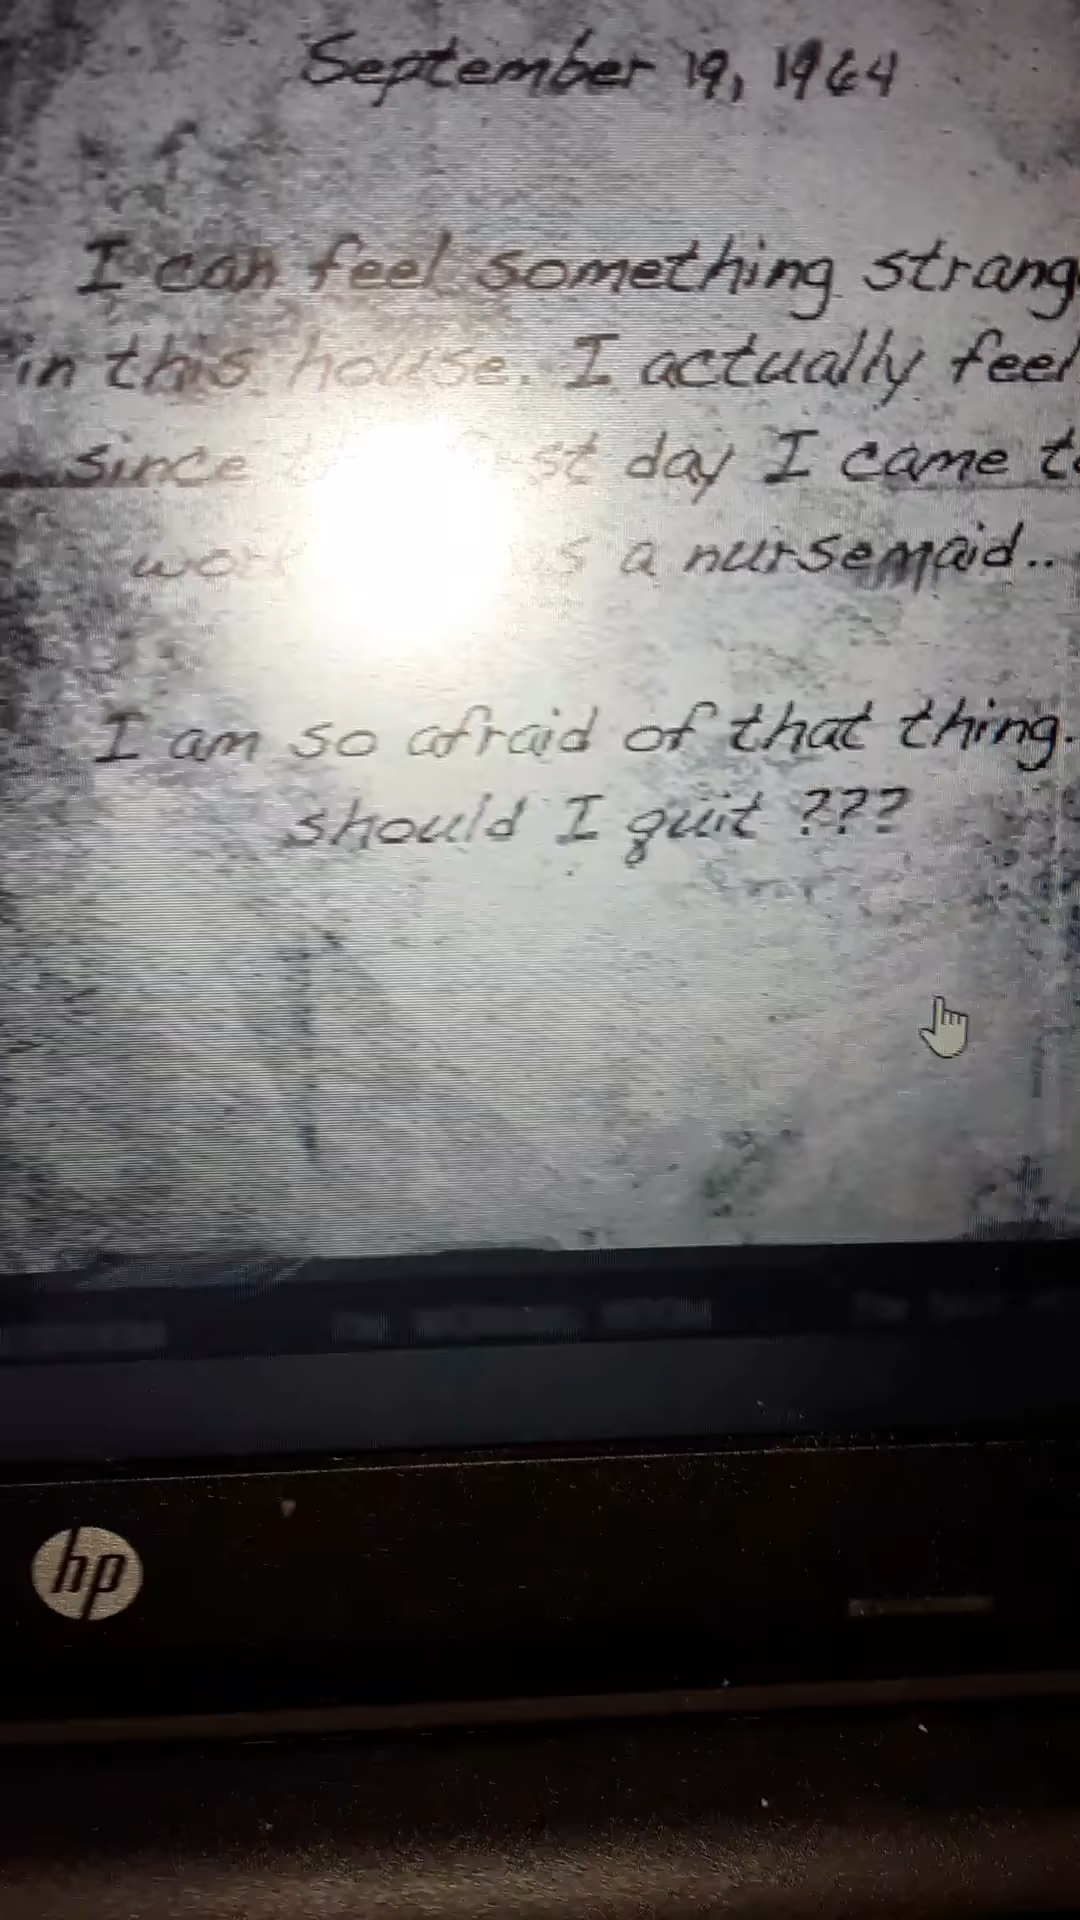 September 19, 1964
I can feel something strang
in this house. I actually feel
since st day I came to
a nursemaid..
I am so afraid of that thing.
should I quit ???
hp